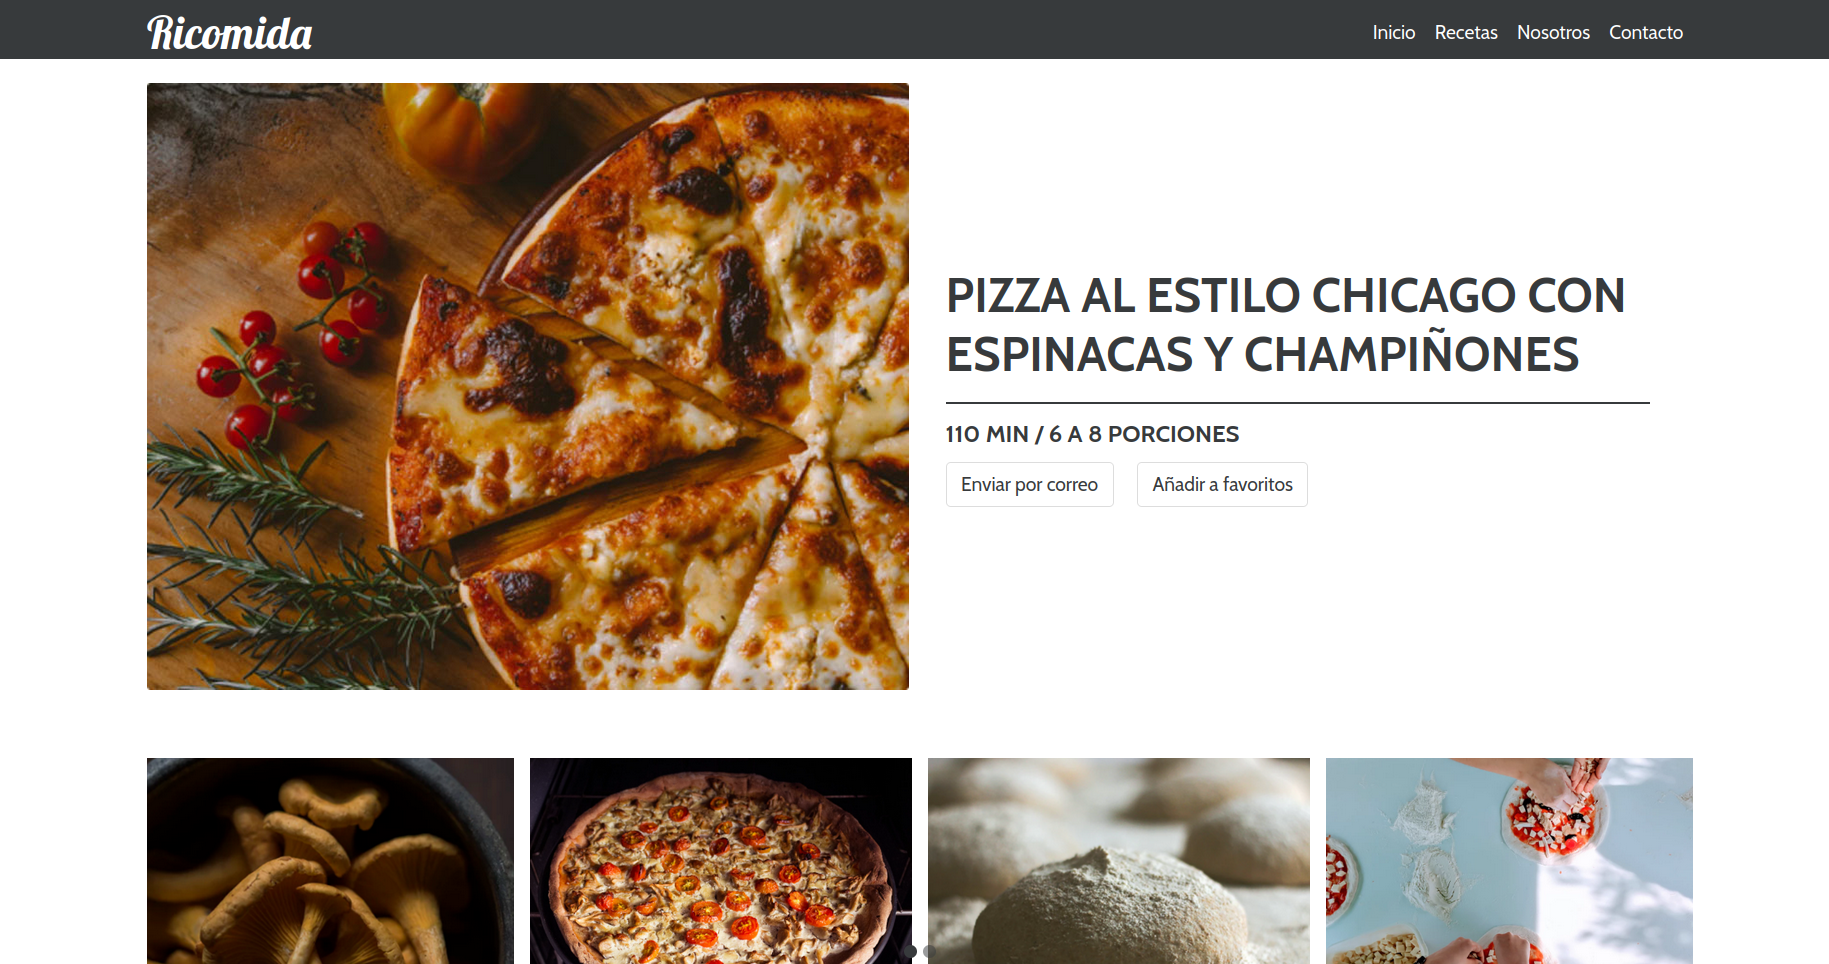 Ricomida
Inicio Recetas Nosotros Contacto
PIZZA AL ESTILO CHICAGO CON
ESPINACAS Y CHAMPIÑONES
110 MIN / 6 A 8 PORCIONES
Enviar por correo
Añadir a favoritos